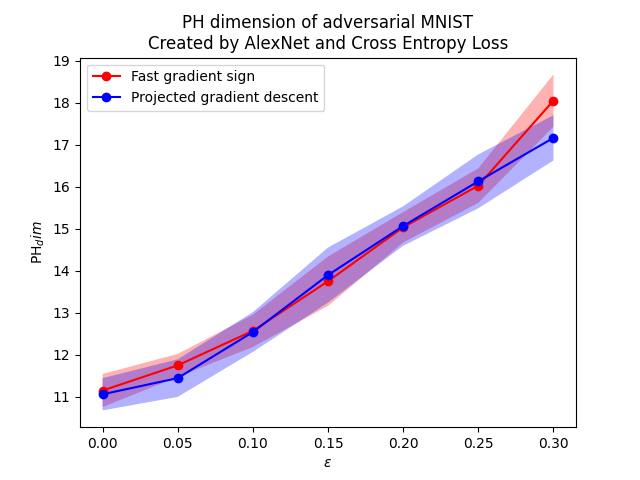 PH dimension of adversarial MNIST
Created by AlexNet and Cross Entropy Loss
Fast gradient sign
Projected gradient descent
19
18
17
16
15
14
13
12
11
PH_dim
0.00 0.05 0.10 0.15 0.20 0.25 0.30
ε